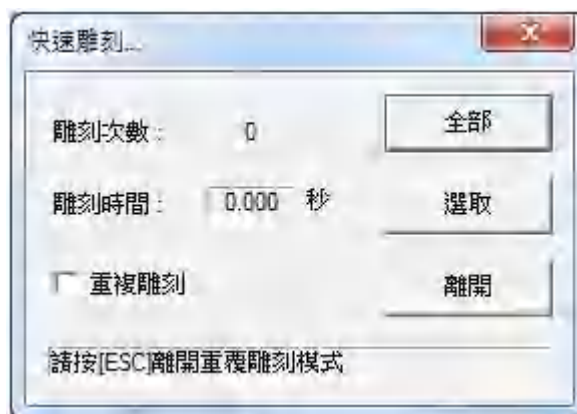 快速雕刻...
雕刻次數 : 0
全部
雕刻時間 : 0.000 秒
選取
重複雕刻
離開
請按[ESC]離開重覆雕刻模式